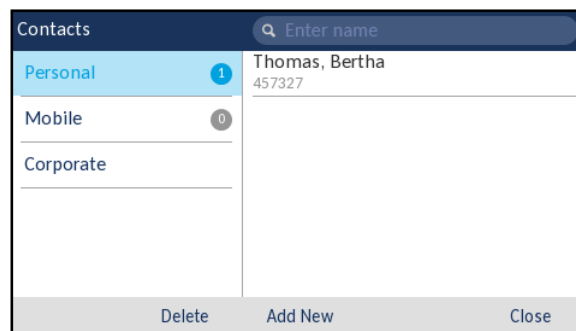 Contacts
Enter name
Personal 1
Mobile 0
Corporate
Thomas, Bertha
457327
Delete Add New Close